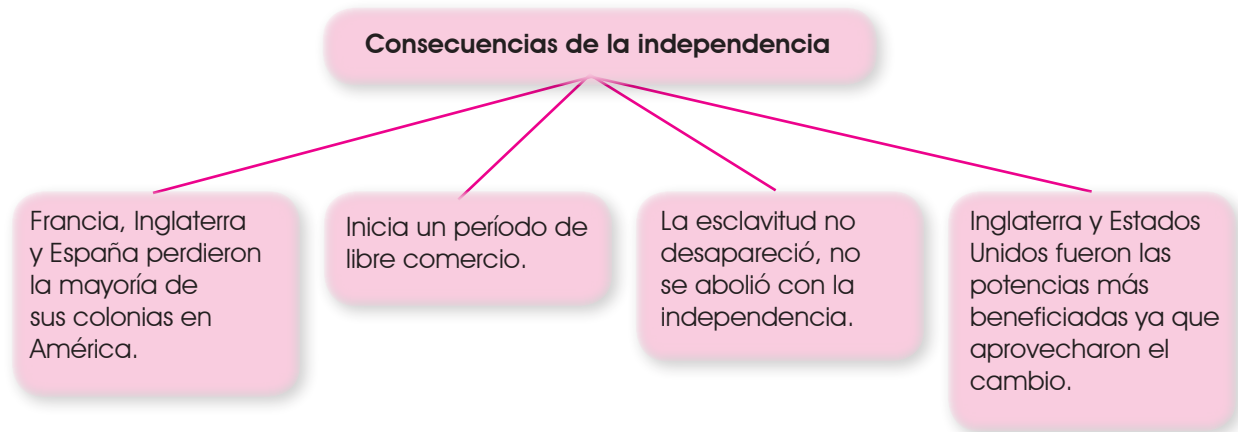 Consecuencias de la independencia
Francia, Inglaterra
y España perdieron
la mayoría de
sus colonias en
América.
Inicia un período de
libre comercio.
La esclavitud no
desapareció, no
se abolió con la
independencia.
Inglaterra y Estados
Unidos fueron las
potencias más
beneficiadas ya que
aprovecharon el
cambio.